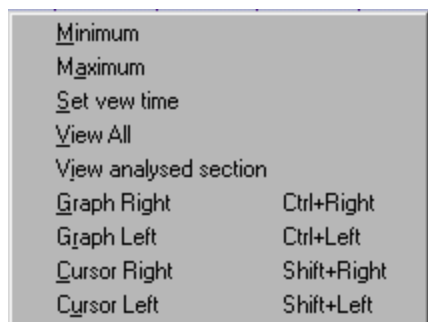 Minimum
Maximum
Set vew time
View All
View analysed section
Graph Right Ctrl+Right
Graph Left Ctrl+Left
Cursor Right Shift+Right
Cursor Left Shift+Left